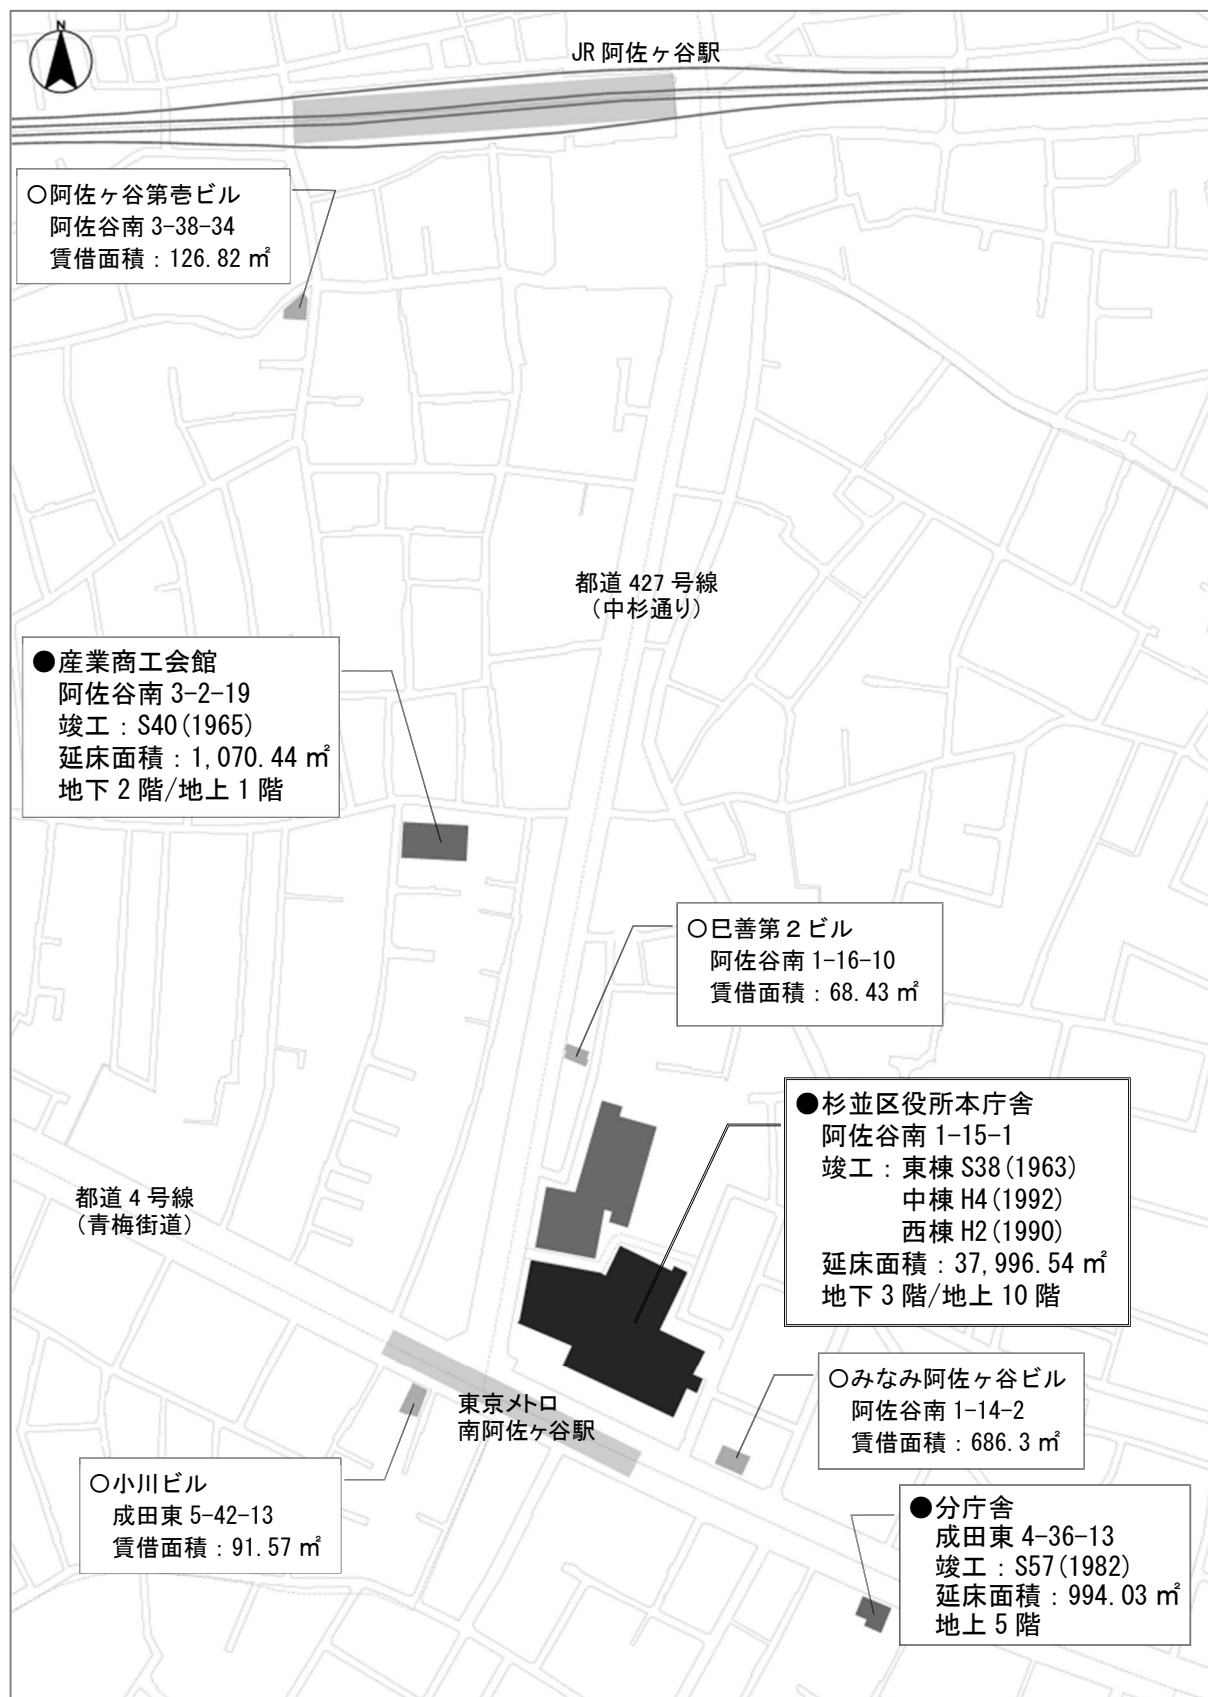 N
JR 阿佐ヶ谷駅
○阿佐ヶ谷第壱ビル
阿佐谷南 3-38-34
賃借面積：126.82 ㎡
都道 427 号線
（中杉通り）
●産業商工会館
阿佐谷南 3-2-19
竣工：S40(1965)
延床面積：1,070.44 ㎡
地下 2 階/地上 1 階
○巳善第２ビル
阿佐谷南 1-16-10
賃借面積：68.43 ㎡
●杉並区役所本庁舎
阿佐谷南 1-15-1
竣工：東棟 S38(1963)
中棟 H4(1992)
西棟 H2(1990)
延床面積：37,996.54 ㎡
地下 3 階/地上 10 階
都道 4 号線
（青梅街道）
○みなみ阿佐ヶ谷ビル
阿佐谷南 1-14-2
賃借面積：686.3 ㎡
東京メトロ
南阿佐ヶ谷駅
○小川ビル
成田東 5-42-13
賃借面積：91.57 ㎡
●分庁舎
成田東 4-36-13
竣工：S57(1982)
延床面積：994.03 ㎡
地上 5 階